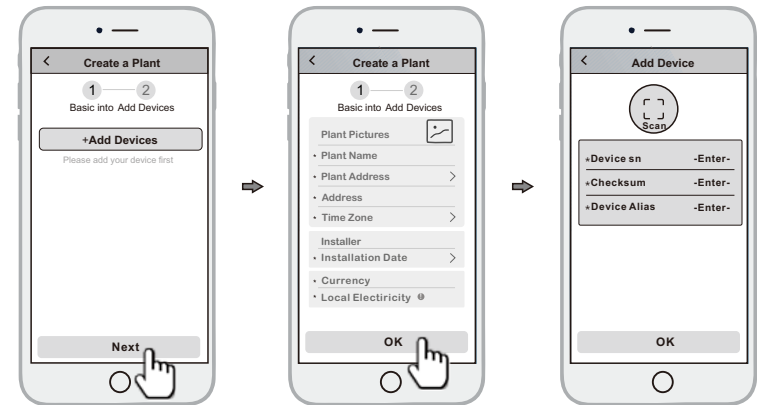 Create a Plant
1 2
Basic into Add Devices
+Add Devices
Please add your device first
Next
Create a Plant
1 2
Basic into Add Devices
Plant Pictures
Plant Name
Plant Address
Address
Time Zone
Installer
Installation Date
Currency
Local Electiricity
OK
Add Device
Scan
*Device sn -Enter-
*Checksum -Enter-
*Device Alias -Enter-
OK